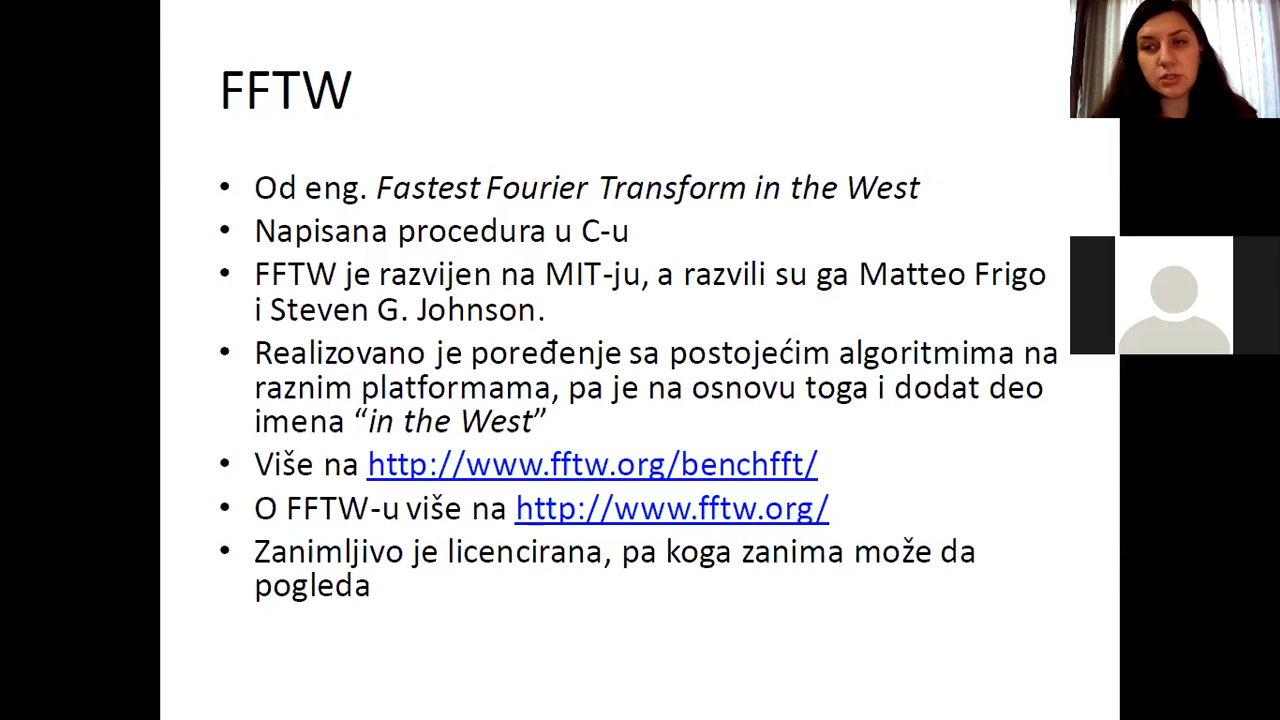 FFTW
• Od eng. Fastest Fourier Transform in the West
• Napisana procedura u C-u
• FFTW je razvijen na MIT-ju, a razvili su ga Matteo Frigo
i Steven G. Johnson.
• Realizovano je poređenje sa postojećim algoritmima na
raznim platformama, pa je na osnovu toga i dodat deo
imena “in the West”
• Više na http://www.fftw.org/benchfft/
• O FFTW-u više na http://www.fftw.org/
• Zanimljivo je licencirana, pa koga zanima može da
pogleda